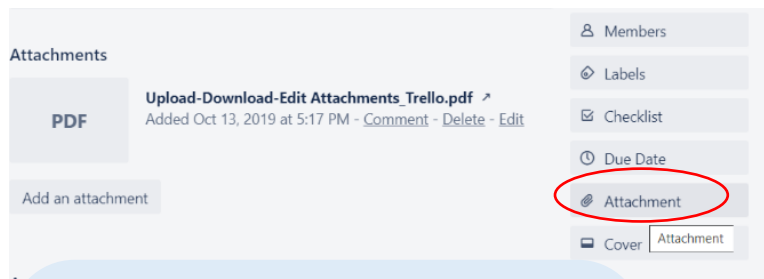 Attachments
PDF
Upload-Download-Edit Attachments_Trello.pdf ↗
Added Oct 13, 2019 at 5:17 PM - Comment - Delete - Edit
Add an attachment
Members
Labels
Checklist
Due Date
Attachment
Cover
Attachment